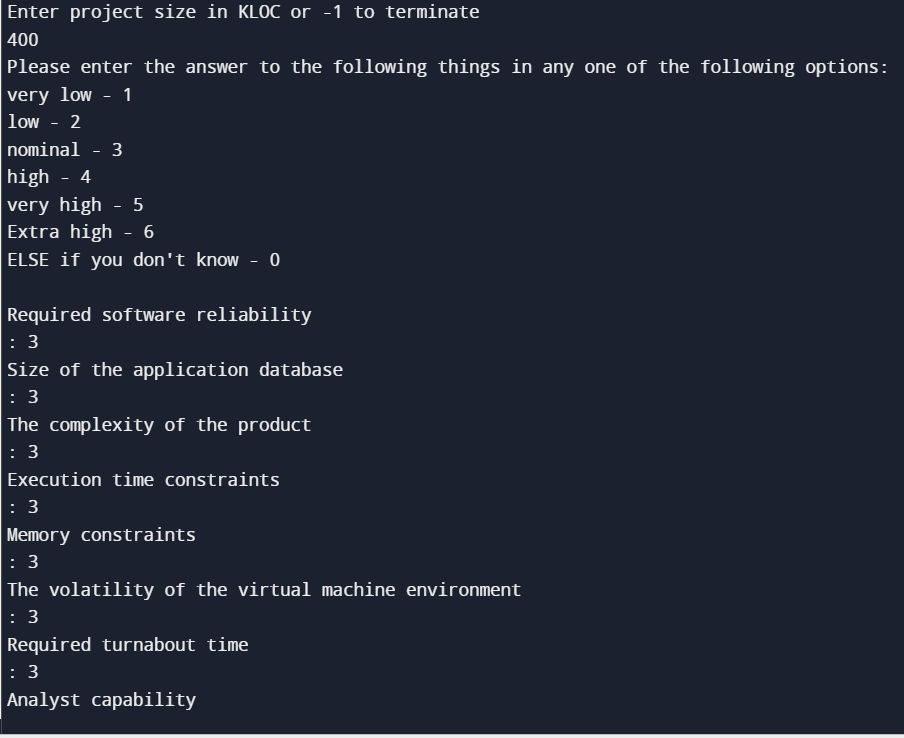 Enter project size in KLOC or -1 to terminate
400
Please enter the answer to the following things in any one of the following options:
very low - 1
low - 2
nominal - 3
high - 4
very high - 5
Extra high - 6
ELSE if you don't know - 0
Required software reliability
: 3
Size of the application database
: 3
The complexity of the product
: 3
Execution time constraints
: 3
Memory constraints
: 3
The volatility of the virtual machine environment
: 3
Required turnabout time
: 3
Analyst capability